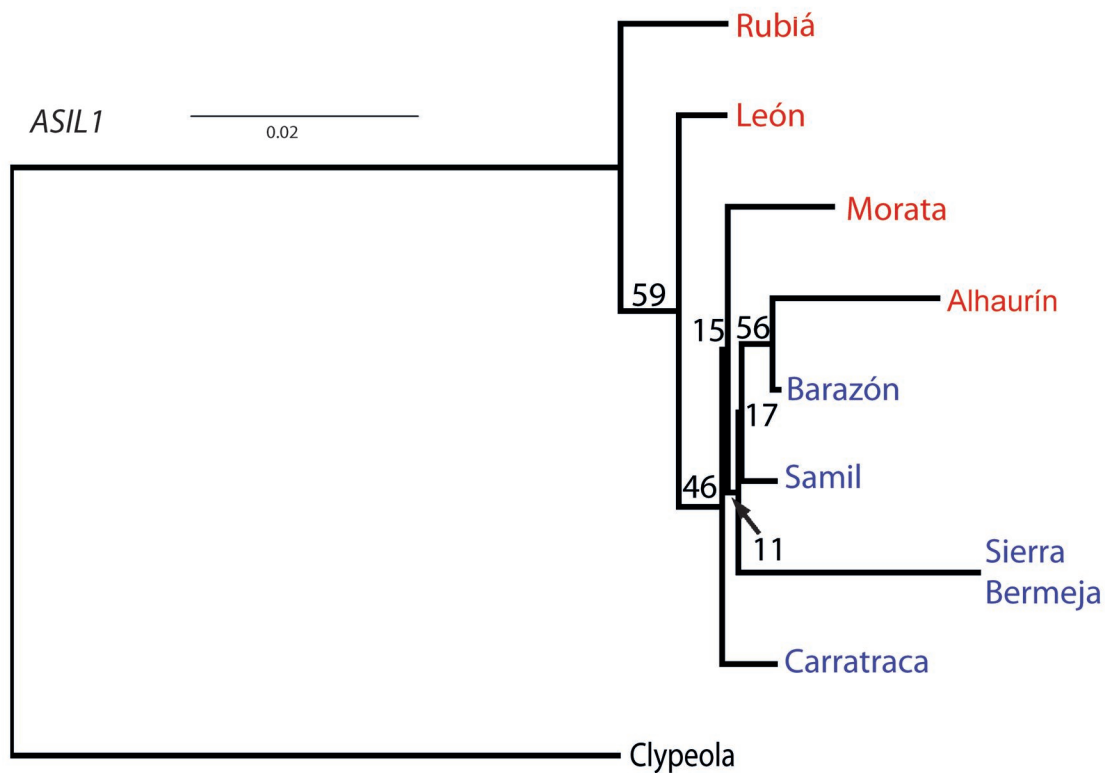 Rubiá
ASIL1
0.02
León
Morata
59
Alhaurín
15
56
Barazón
17
Samil
46
11
Sierra
Bermeja
Carratraca
Clypeola